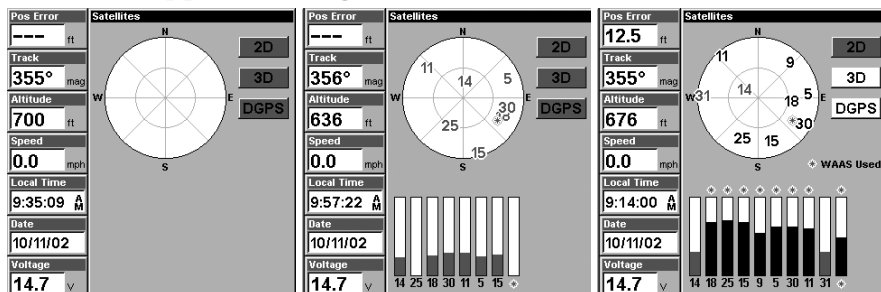 Pos Error
--- ft
Track
355° mag
Altitude
700 ft
Speed
0.0 mph
Local Time
9:35:09 AM
Date
10/11/02
Voltage
14.7 V
Satellites
N
W E
S
2D
3D
DGPS
Pos Error
--- ft
Track
356° mag
Altitude
636 ft
Speed
0.0 mph
Local Time
9:57:22 AM
Date
10/11/02
Voltage
14.7 V
Satellites
N
11
14 5
W E
30
25
15
S
2D
3D
DGPS
14 25 18 30 11 5 15
Pos Error
12.5 ft
Track
355° mag
Altitude
676 ft
Speed
0.0 mph
Local Time
9:14:00 AM
Date
10/11/02
Voltage
14.7 V
Satellites
N
11 9
14
W 31 18 5 E
30
25 15
S
2D
3D
DGPS
WAAS Used
14 18 25 15 9 5 30 11 31